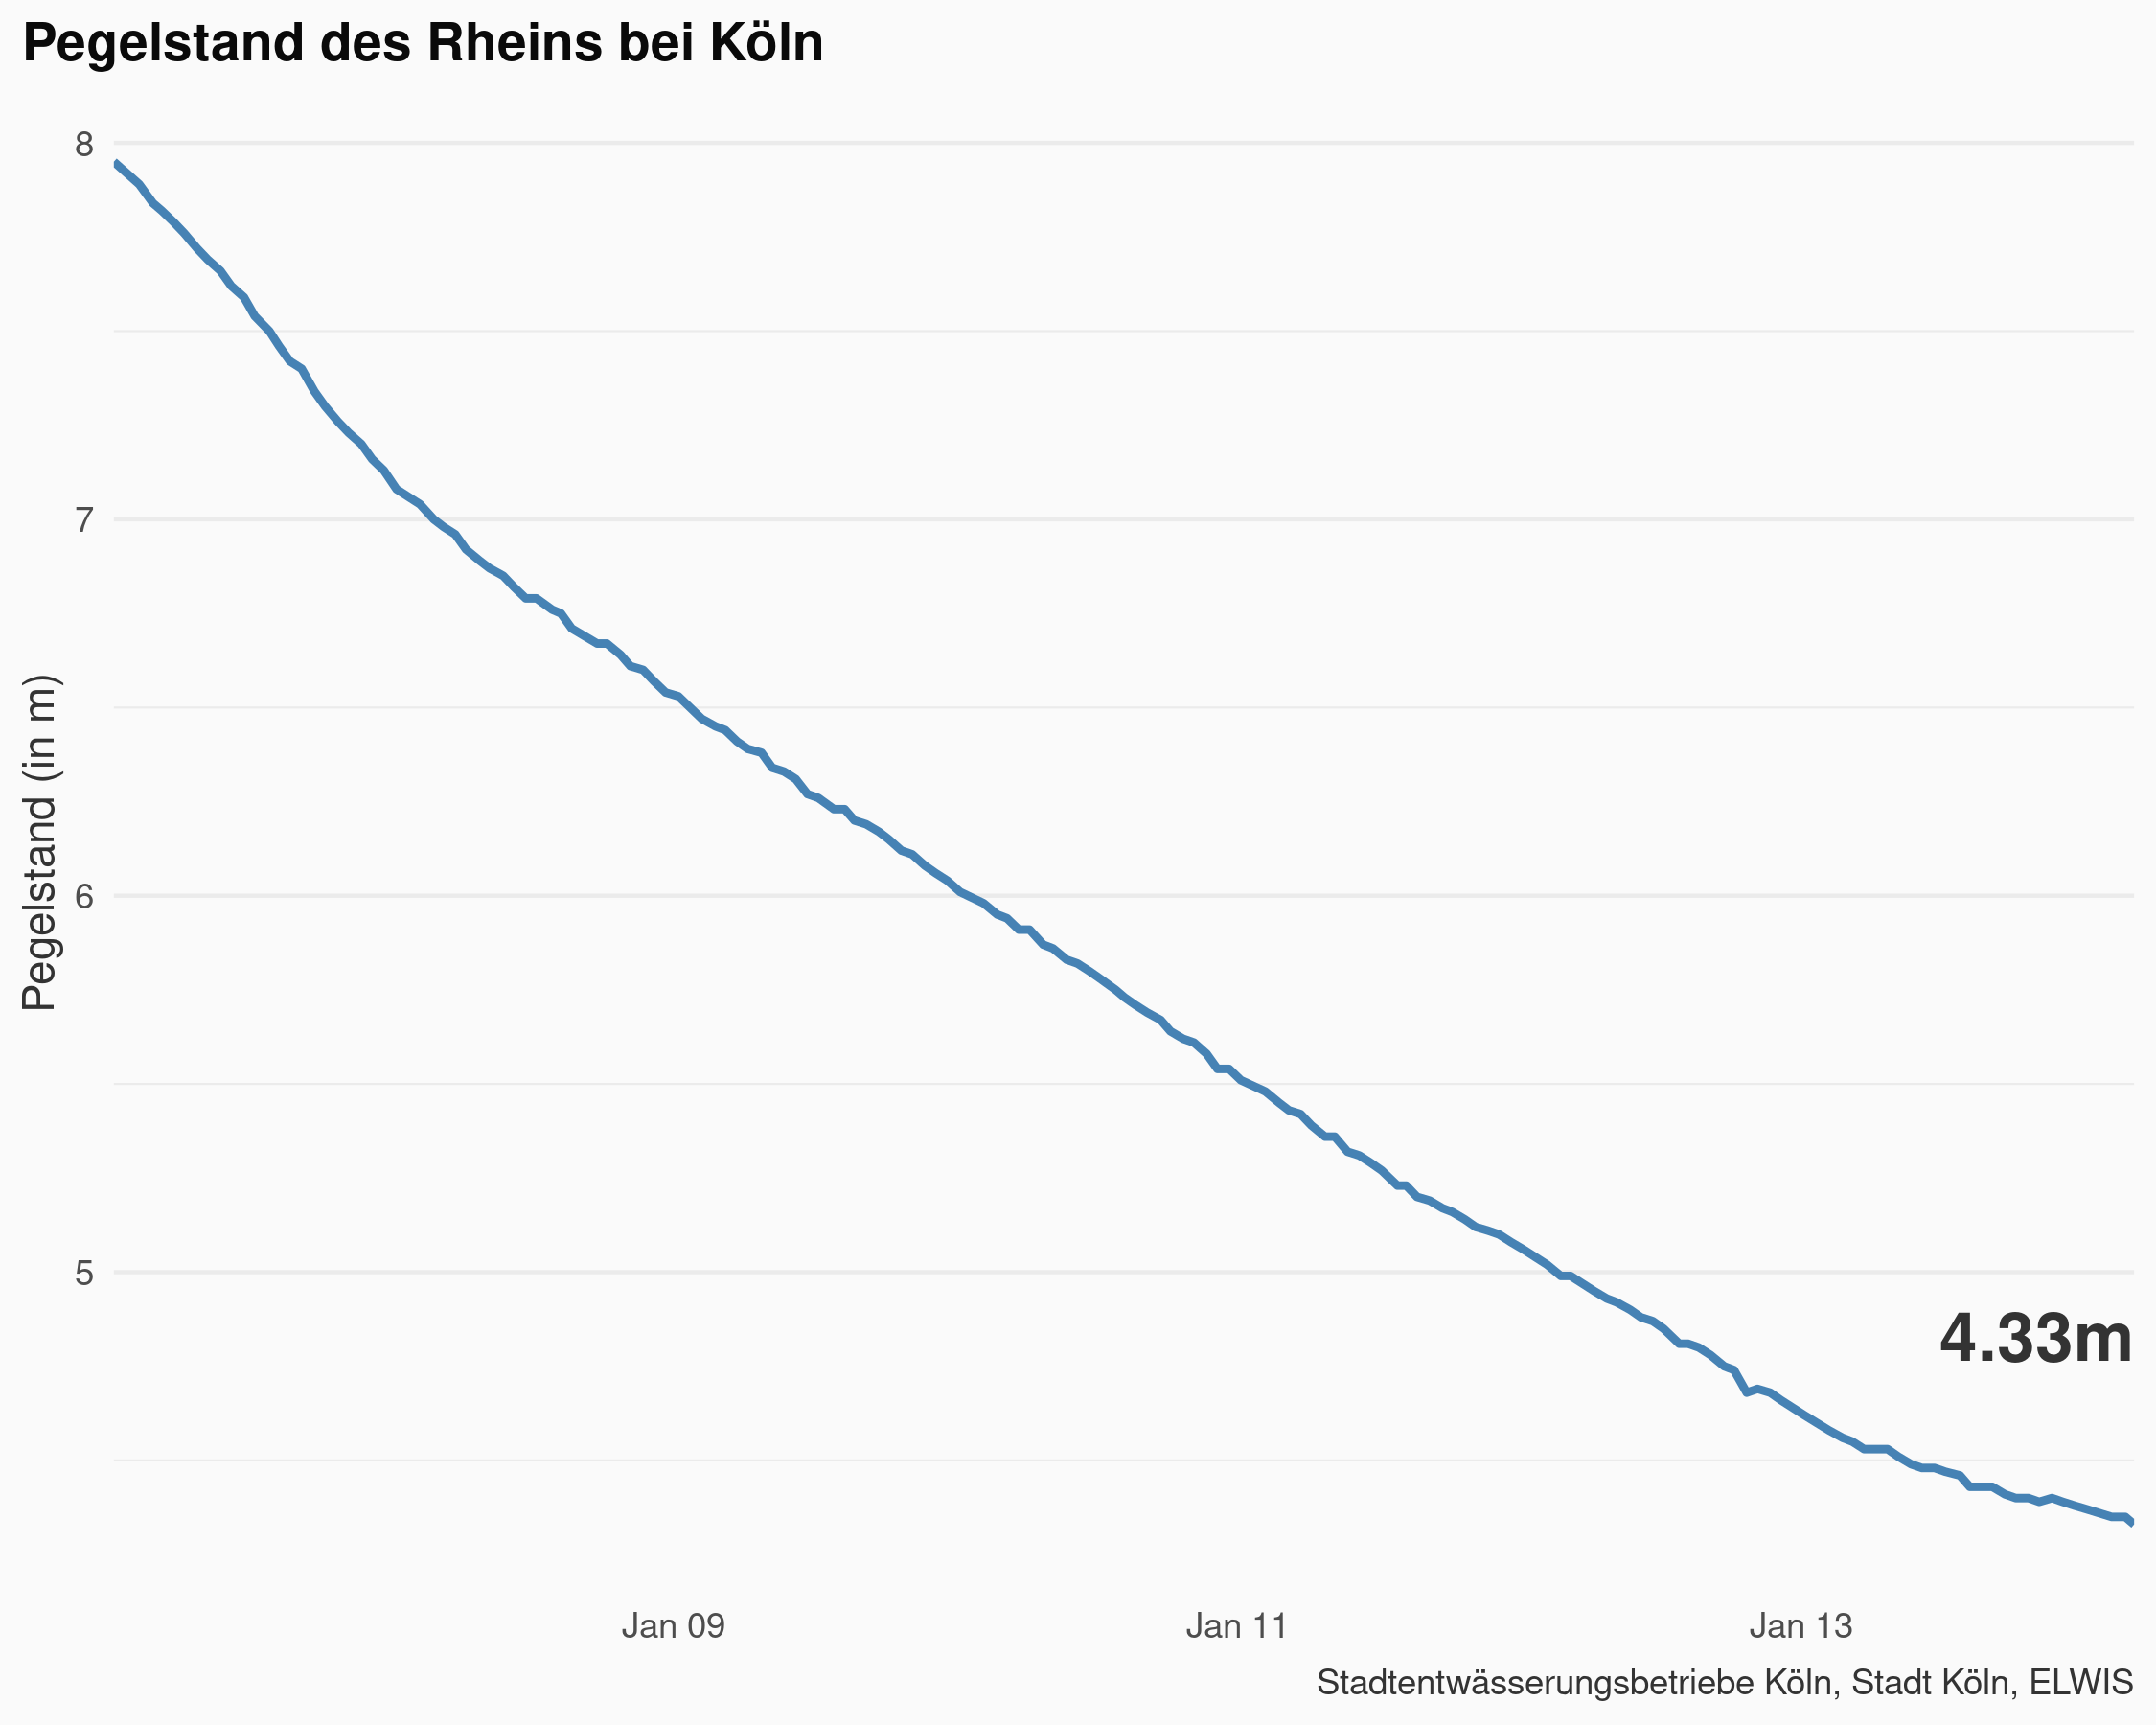 Pegelstand des Rheins bei Köln
Pegelstand (in m)
8
7
6
5
4.33m
Jan 09
Jan 11
Jan 13
Stadtentwässerungsbetriebe Köln, Stadt Köln, ELWIS